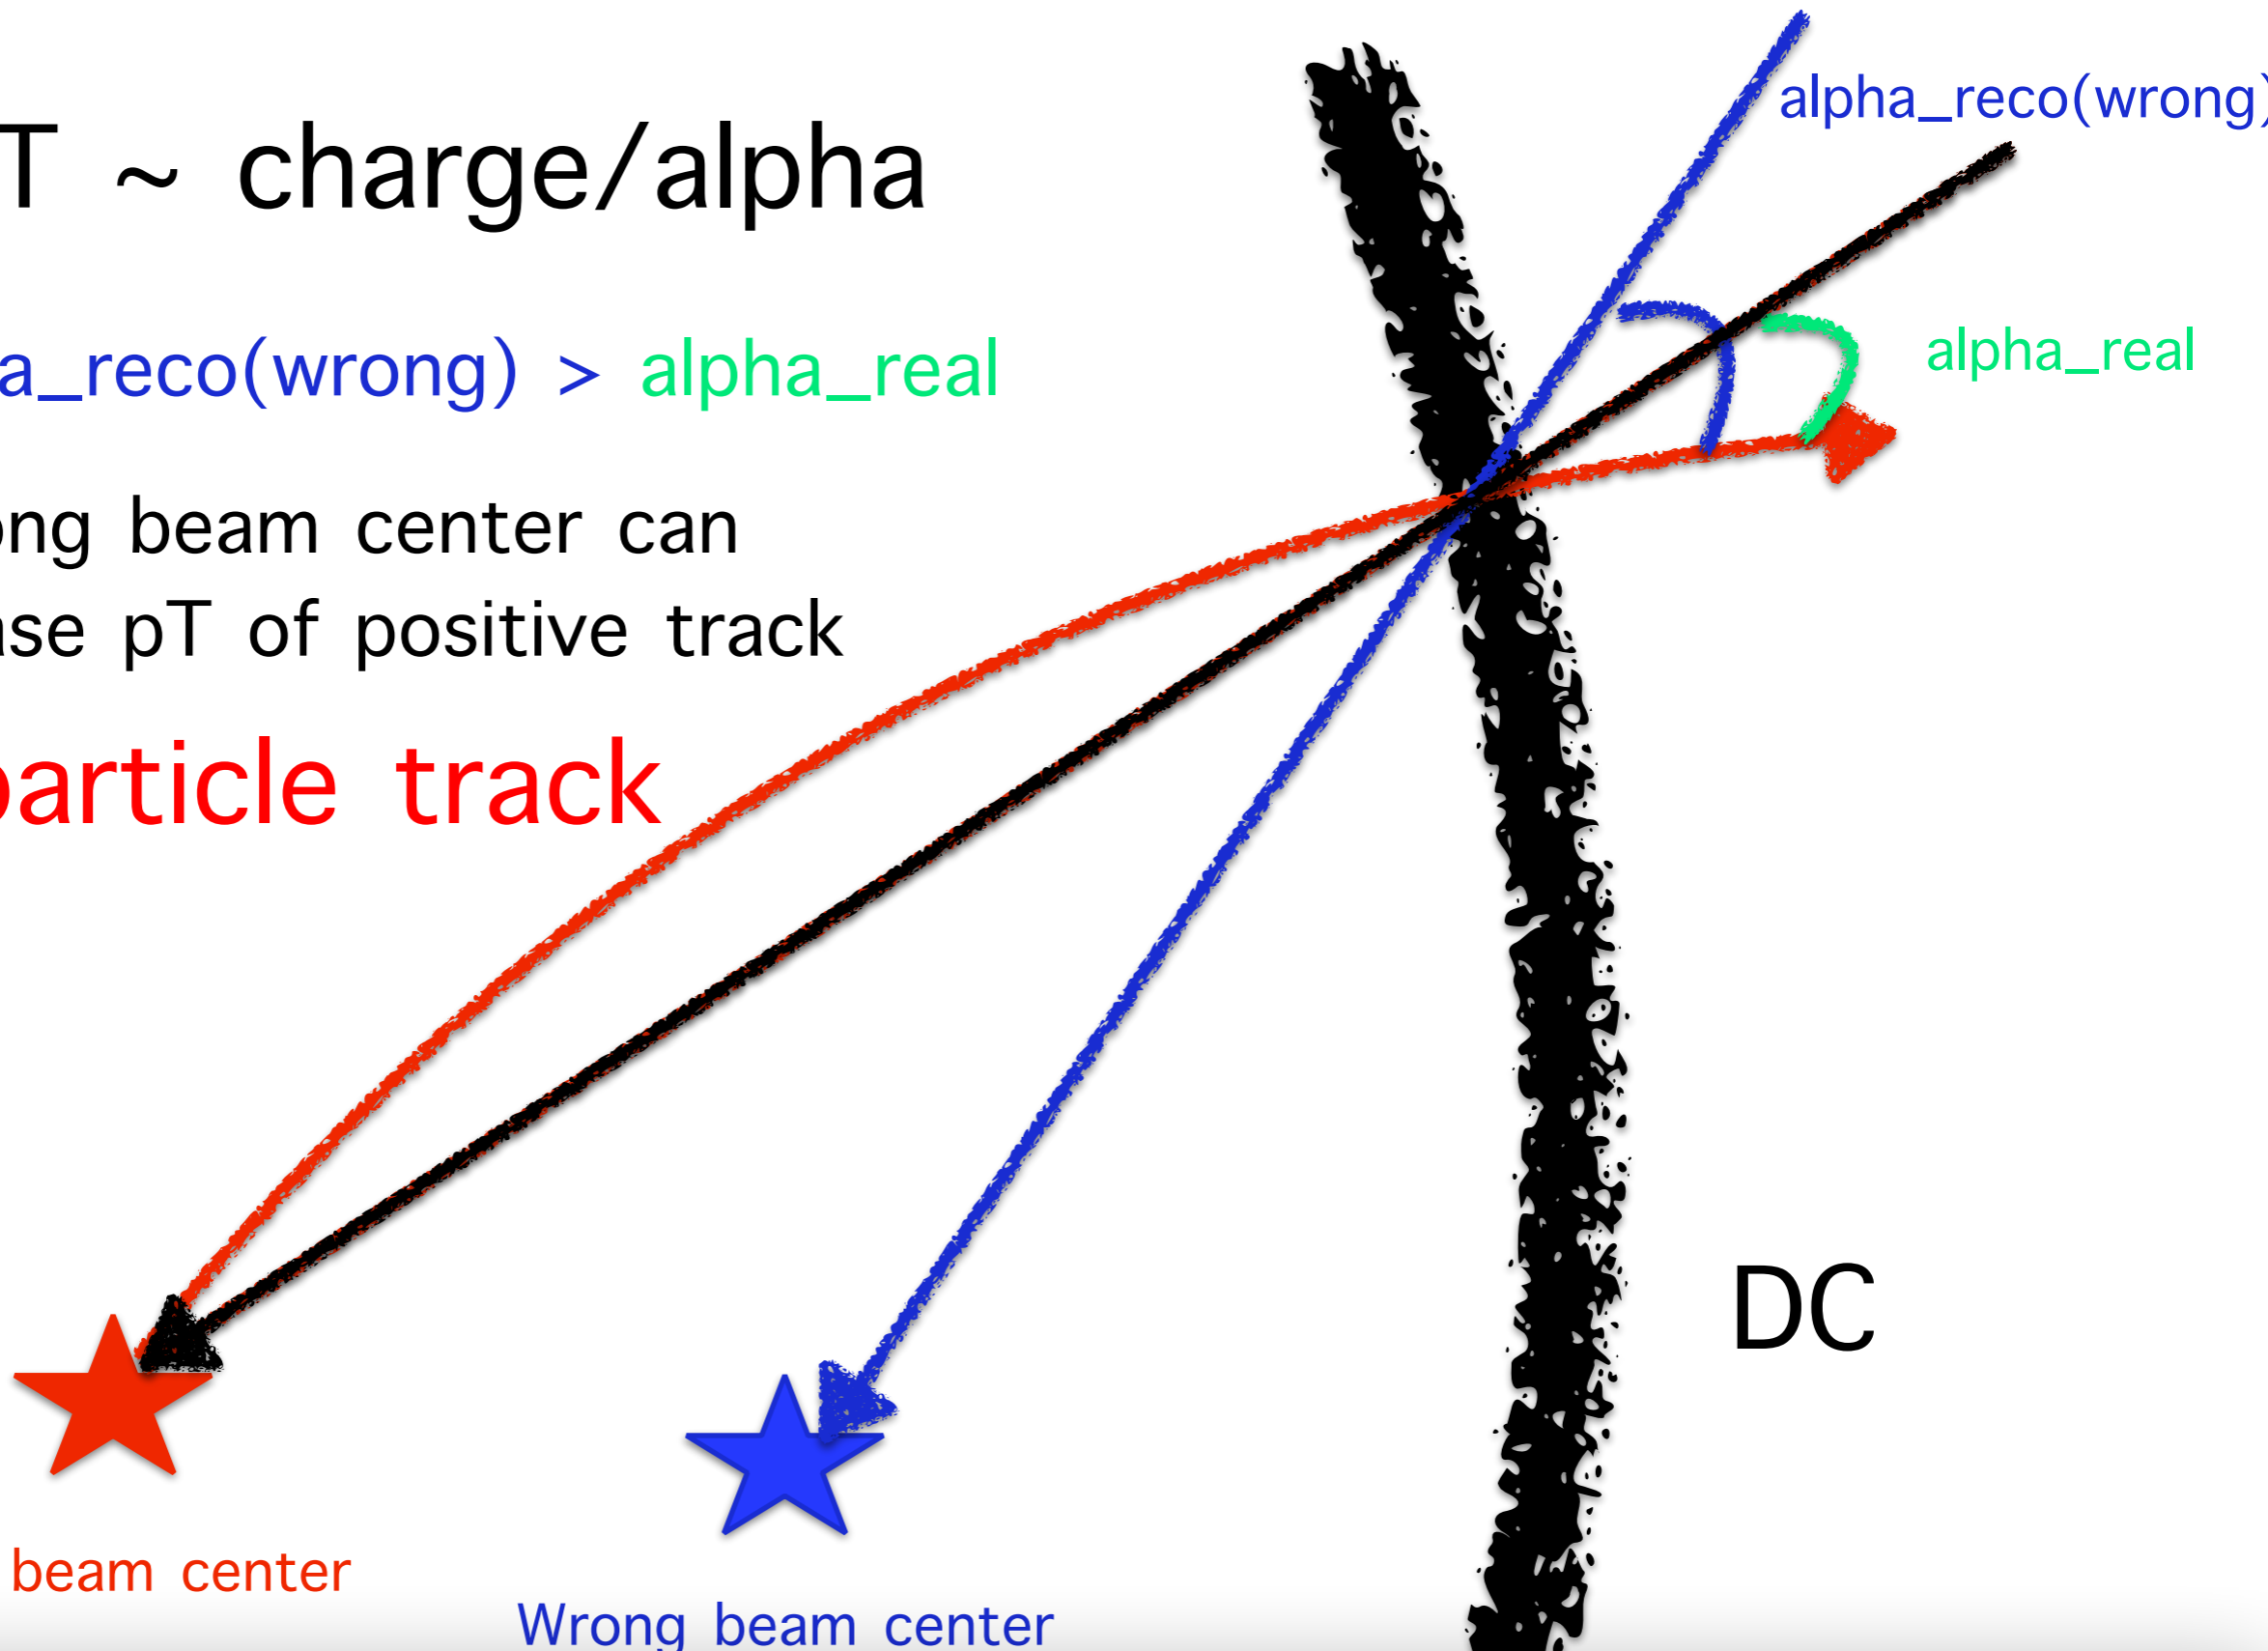 T ~ charge/alpha
alpha_reco(wrong)
a_reco(wrong) > alpha_real
alpha_real
ng beam center can
se pT of positive track
particle track
DC
beam center
Wrong beam center